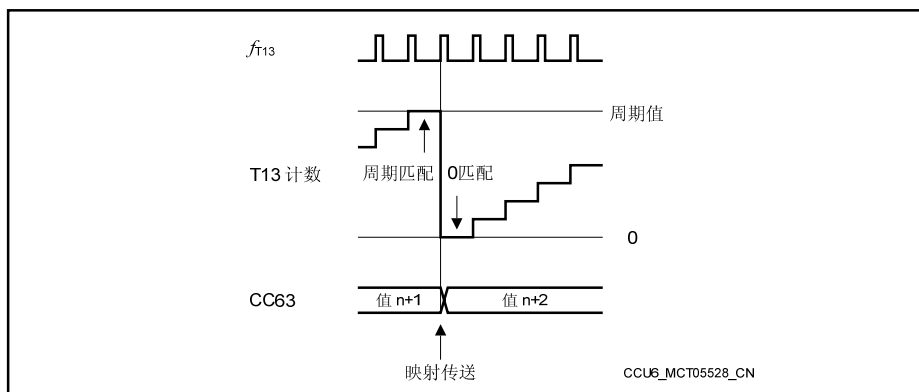 fT13
周期值
T13 计数
周期匹配
0匹配
0
CC63
值 n+1
值 n+2
映射传送
CCU6_MCT05528_CN